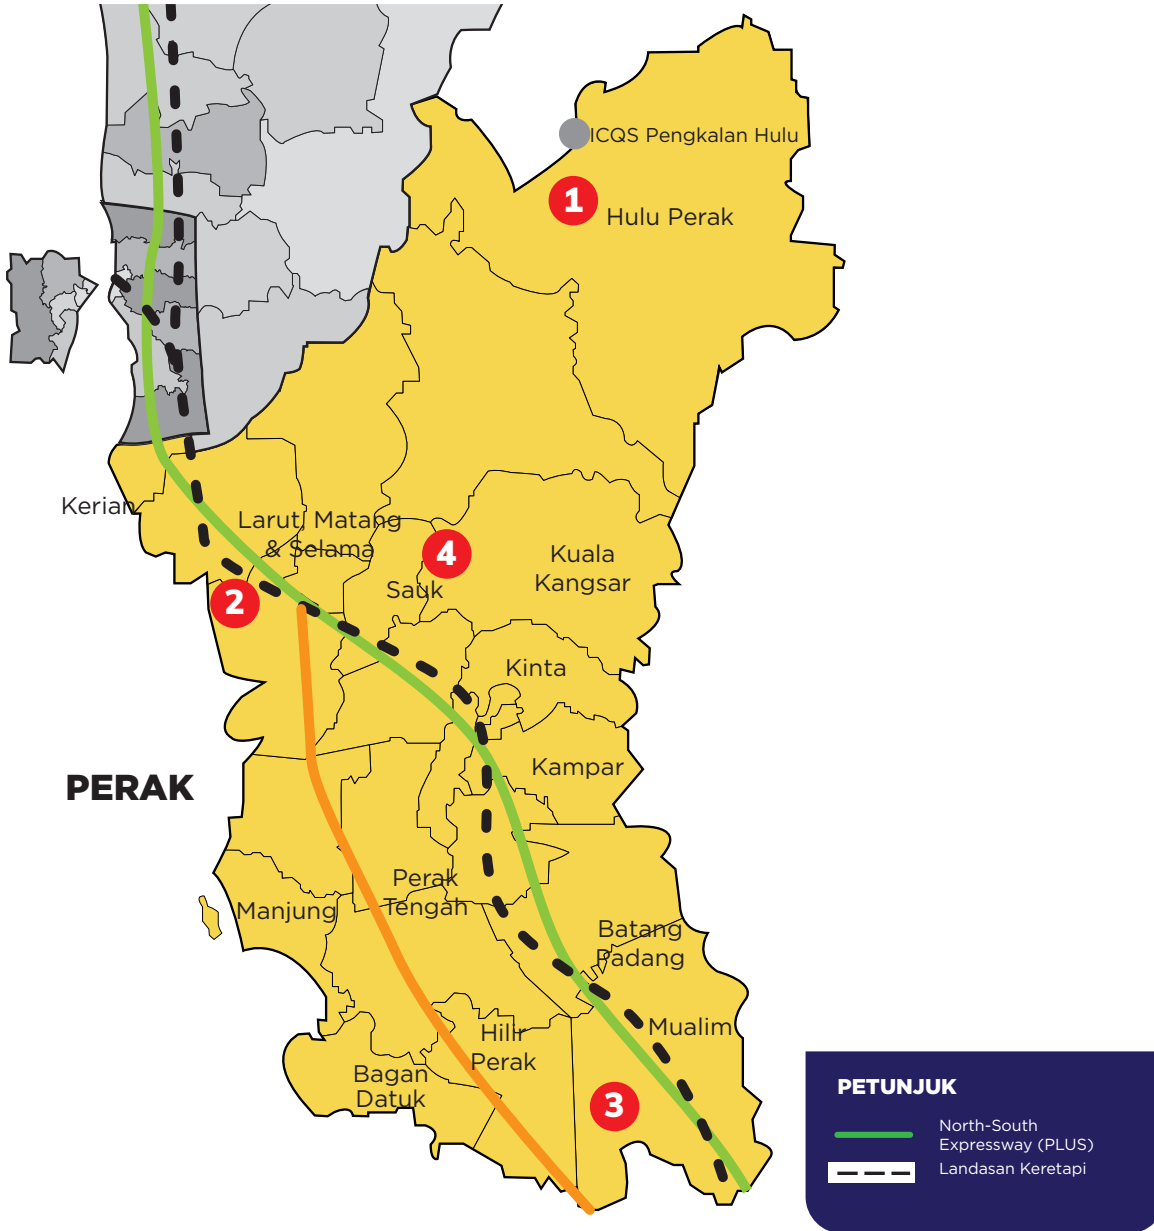 ICQS Pengkalan Hulu
1
Hulu Perak
Kerian
Larut, Matang
& Selama
4
Kuala
Kangsar
Sauk
2
Kinta
PERAK
Kampar
Perak
Tengah
Manjung
Batang
Padang
Mualim
Hilir
Perak
Bagan
Datuk
3
PETUNJUK
North-South
Expressway (PLUS)
Landasan Keretapi